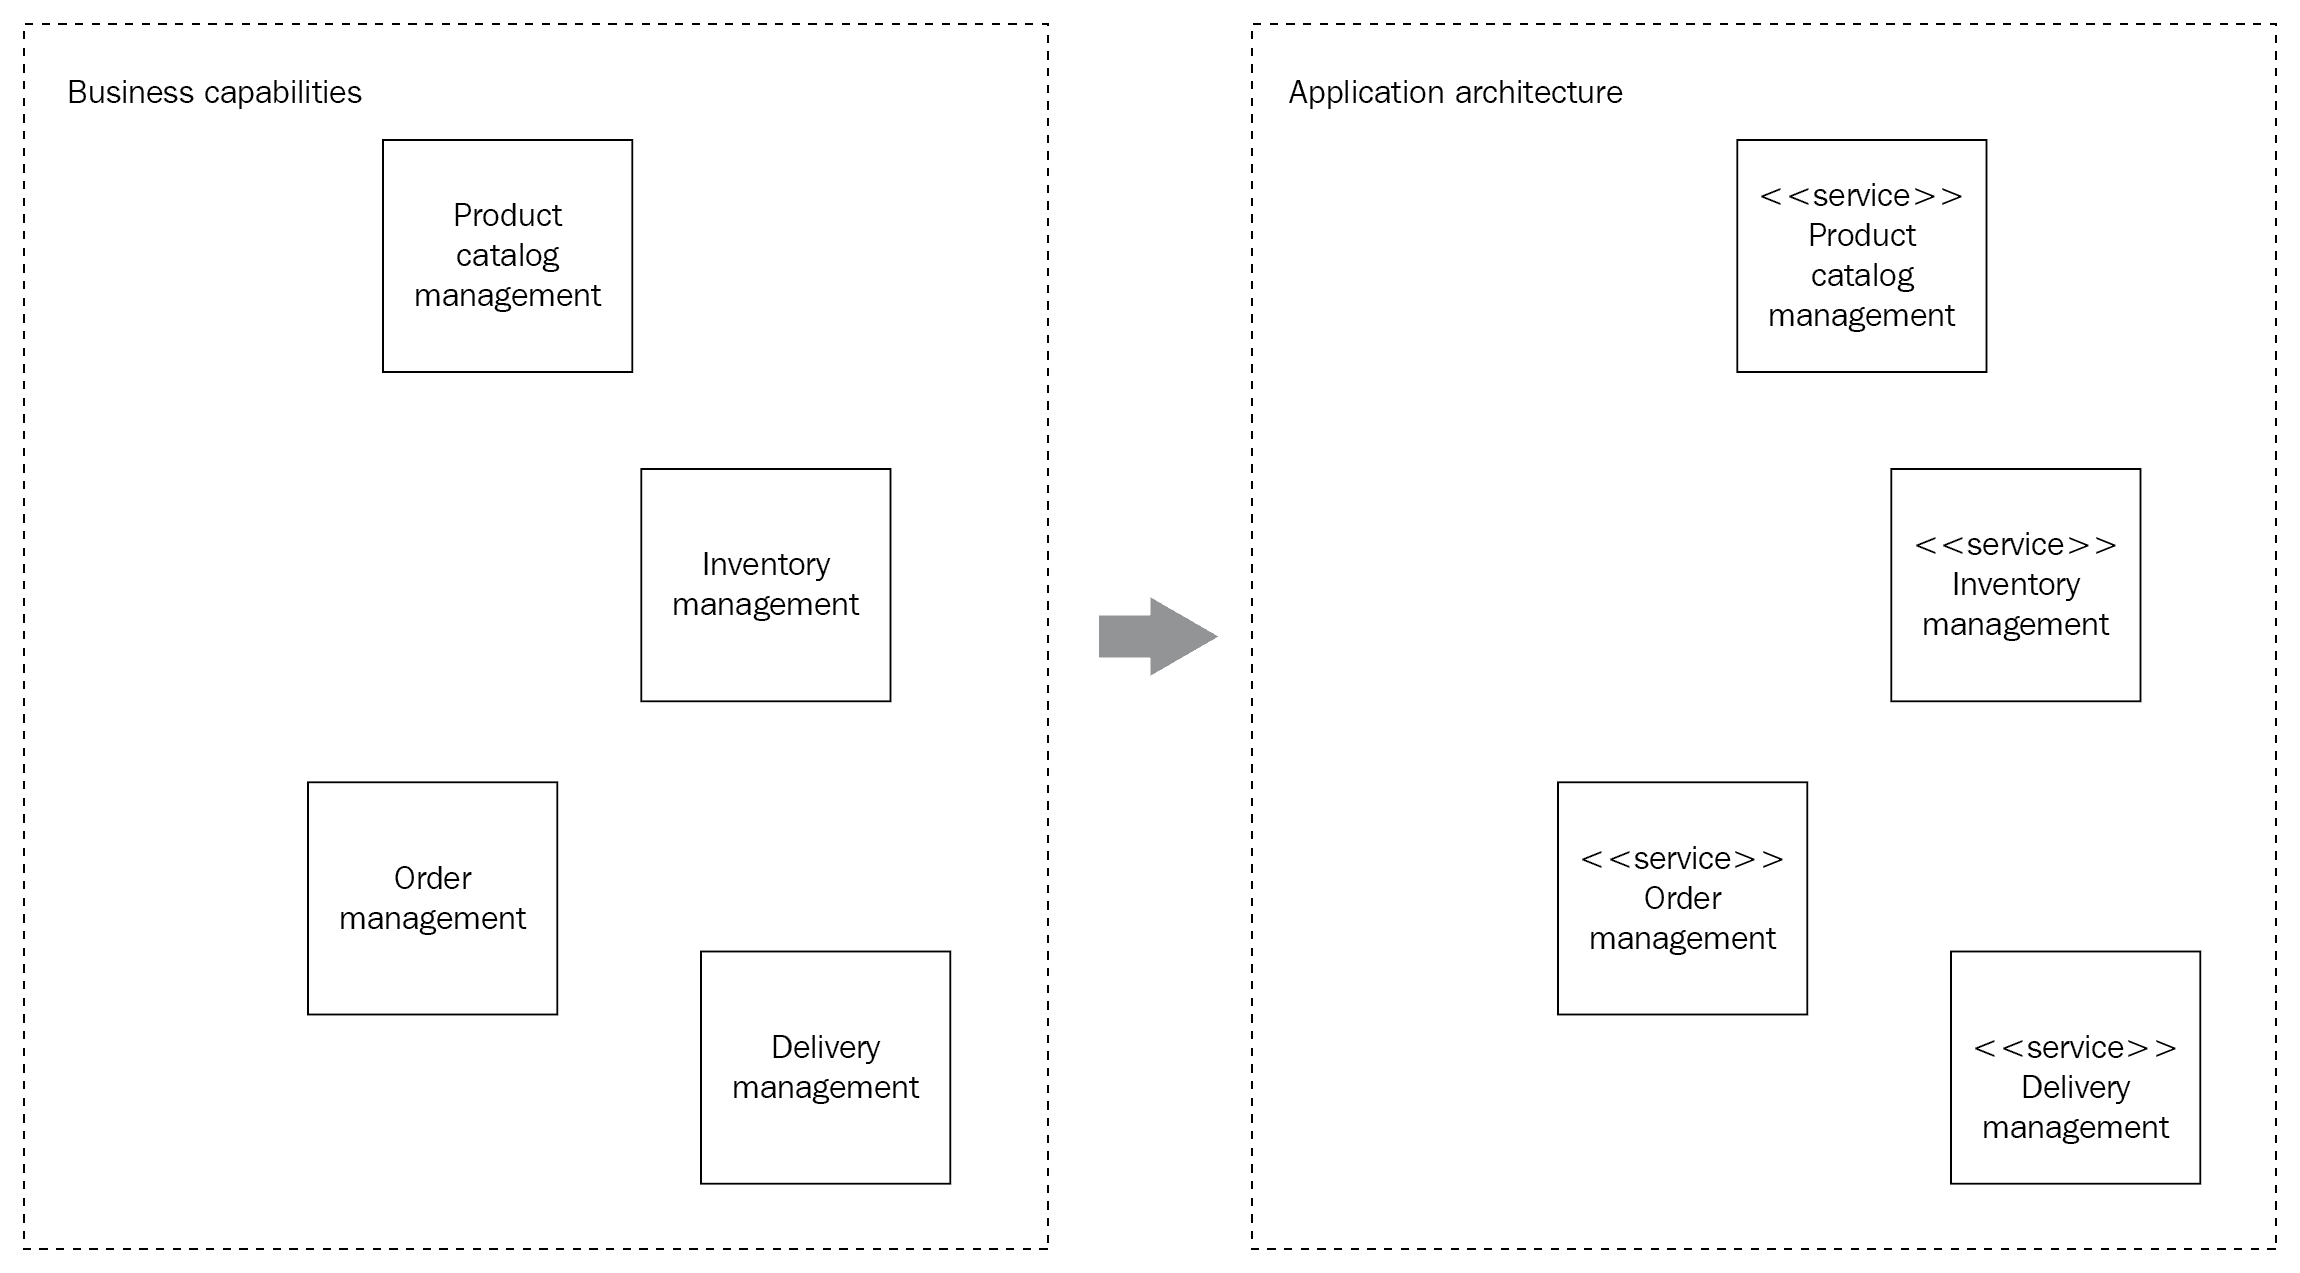 Business capabilities
Product
catalog
management
Inventory
management
Order
management
Delivery
management
Application architecture
<<service>>
Product
catalog
management
<<service>>
Inventory
management
<<service>>
Order
management
<<service>>
Delivery
management